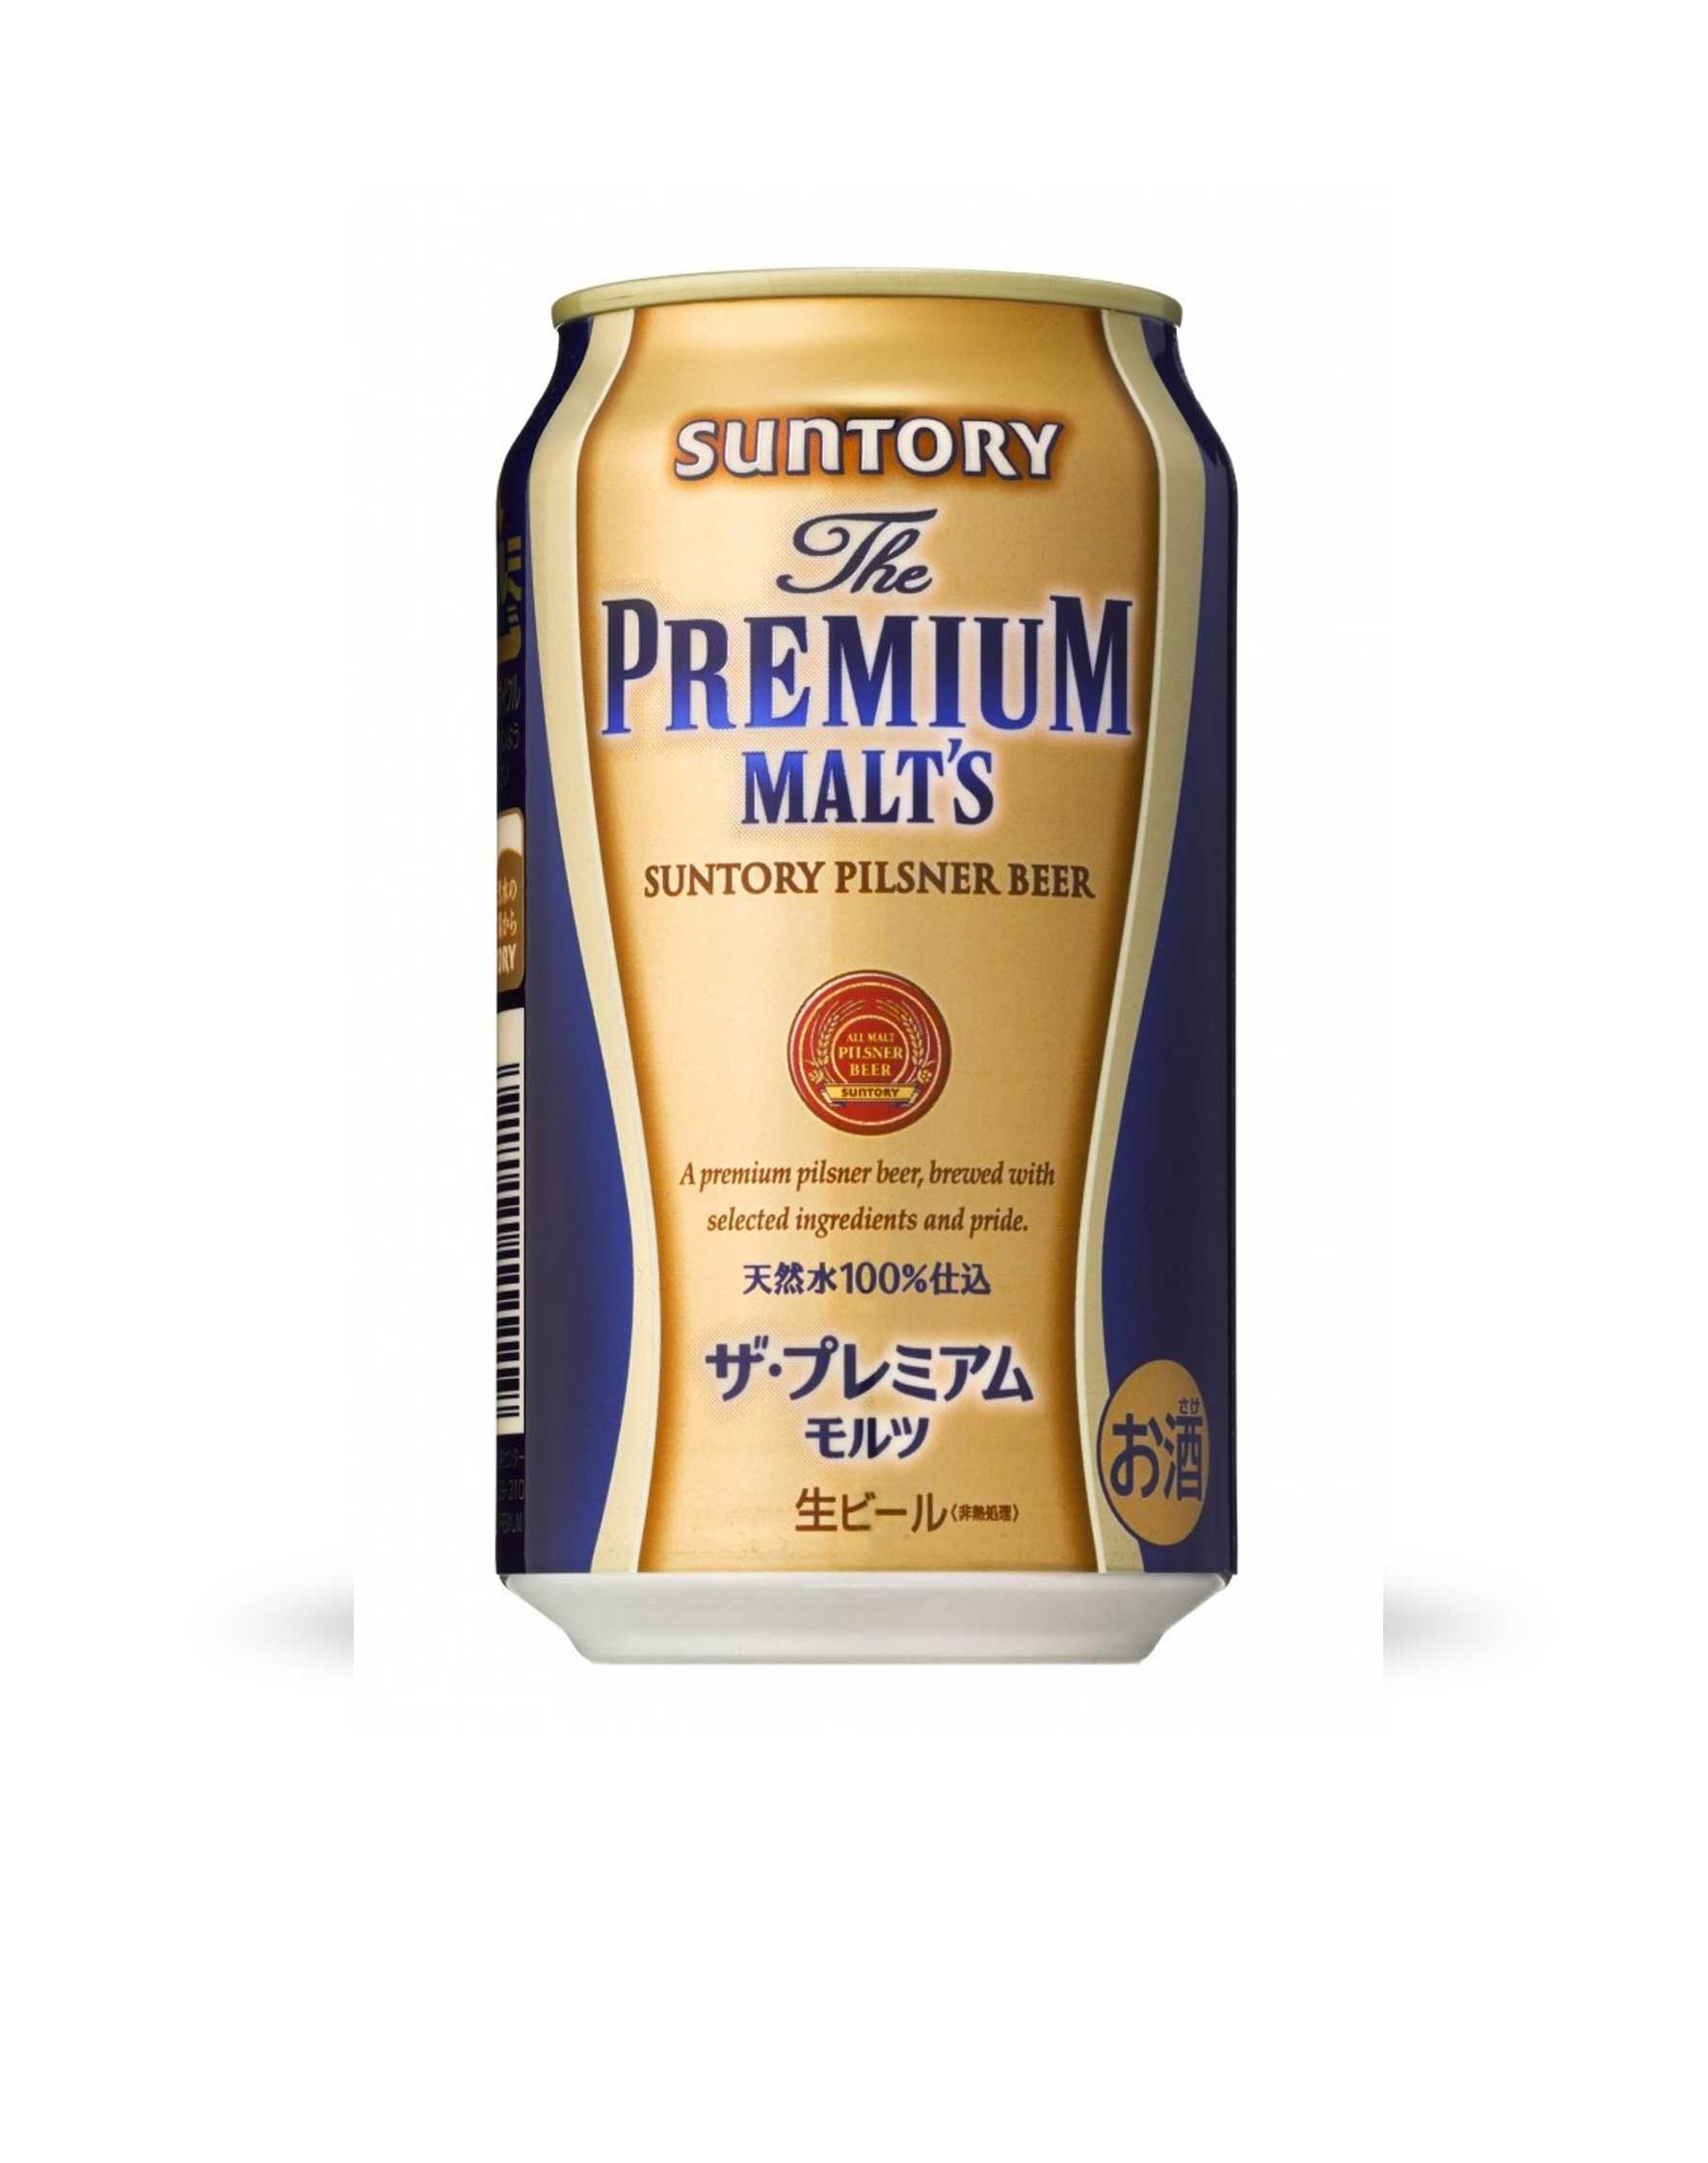 SUNTORY
The
PREMIUM
MALT'S
SUNTORY PILSNER BEER
ALL MALT
PILSNER
BEER
SUNTORY
A premium pilsner beer, brewed with
selected ingredients and pride.
天然水100%仕込
ザ・プレミアム
モルツ
生ビール〈非熱処理〉
さけ
お酒